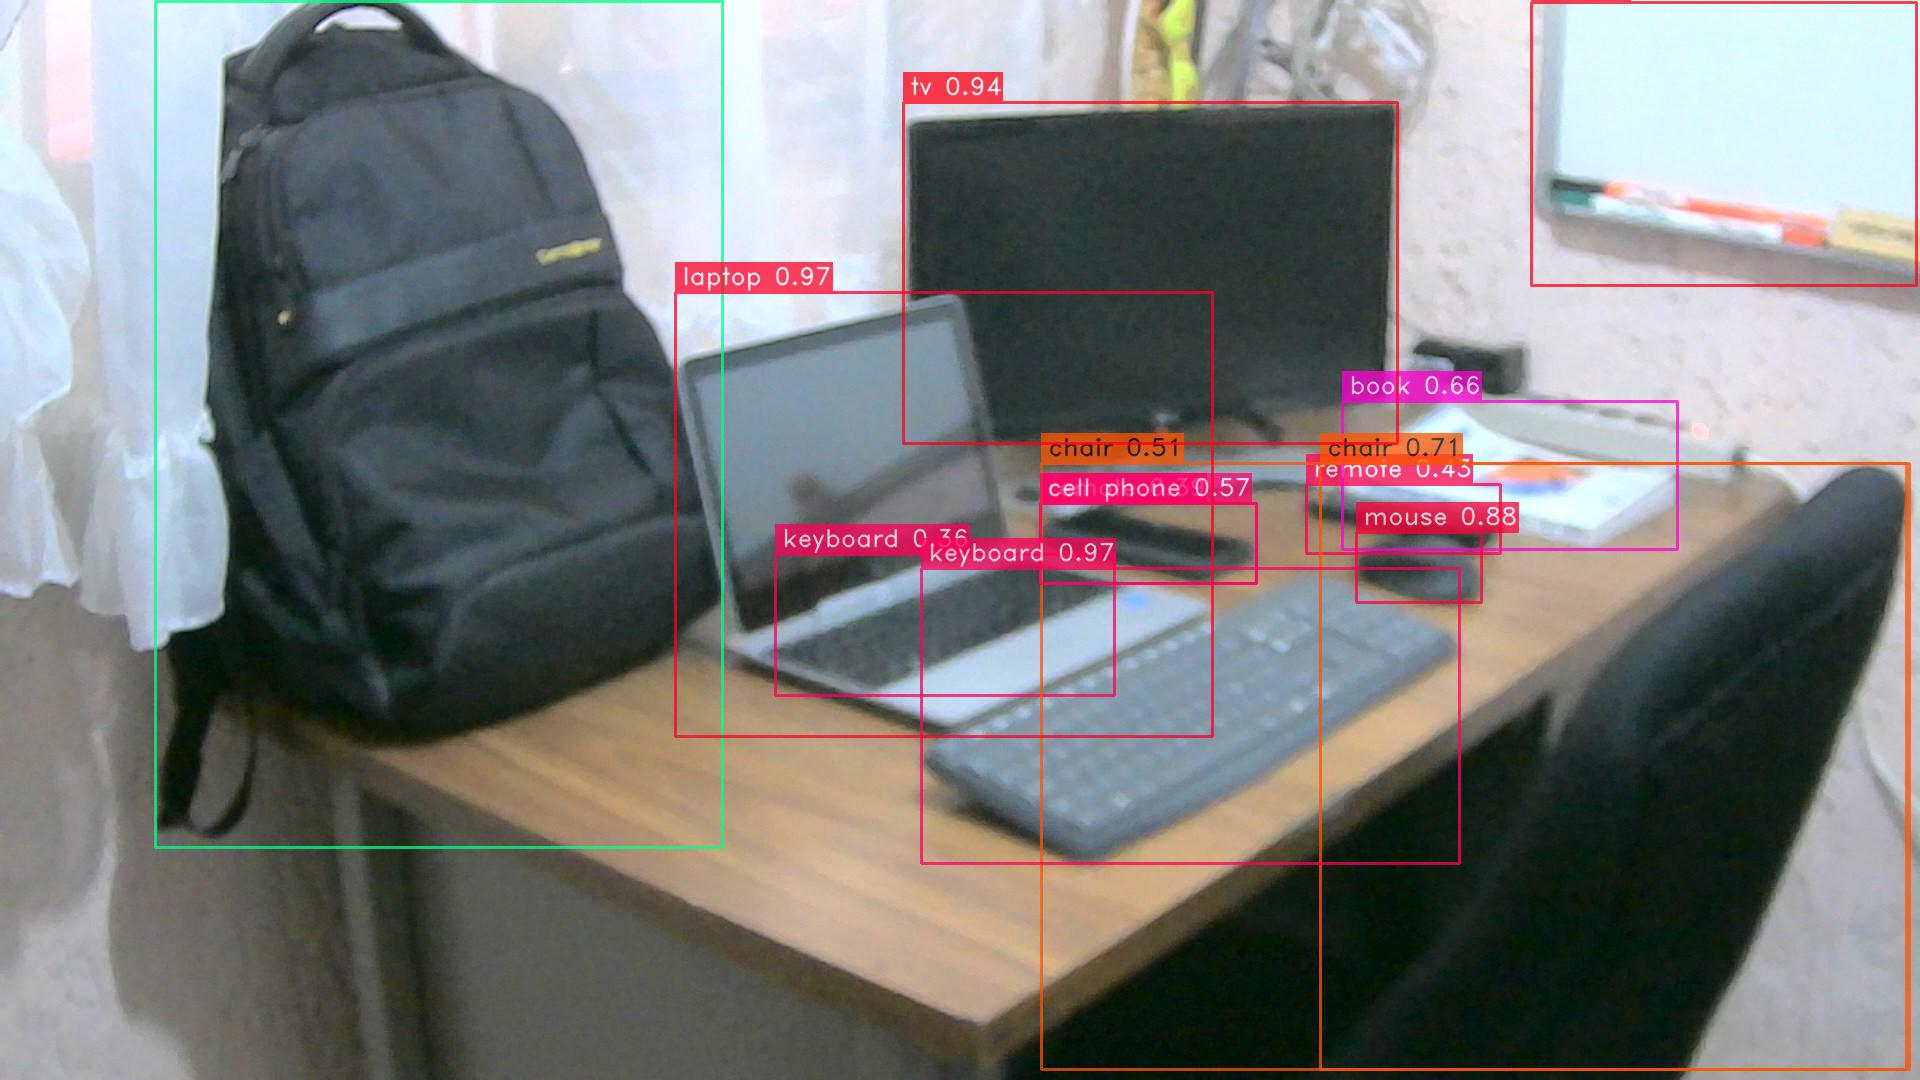 tv 0.94
laptop 0.97
book 0.66
chair 0.51
chair 0.71
remote 0.43
cell phone 0.57
mouse 0.88
keyboard 0.36
keyboard 0.97